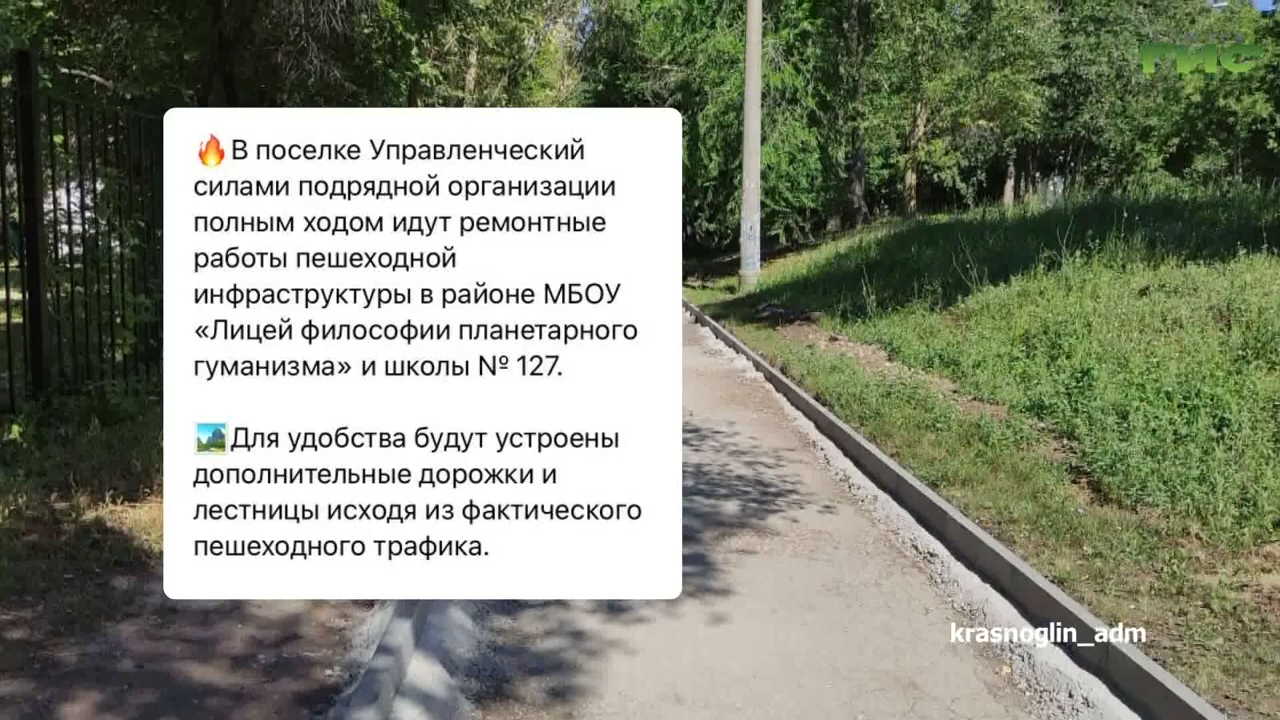 🔥В поселке Управленческий
силами подрядной организации
полным ходом идут ремонтные
работы пешеходной
инфраструктуры в районе МБОУ
«Лицей философии планетарного
гуманизма» и школы № 127.
🏞️Для удобства будут устроены
дополнительные дорожки и
лестницы исходя из фактического
пешеходного трафика.
krasnoglin_adm